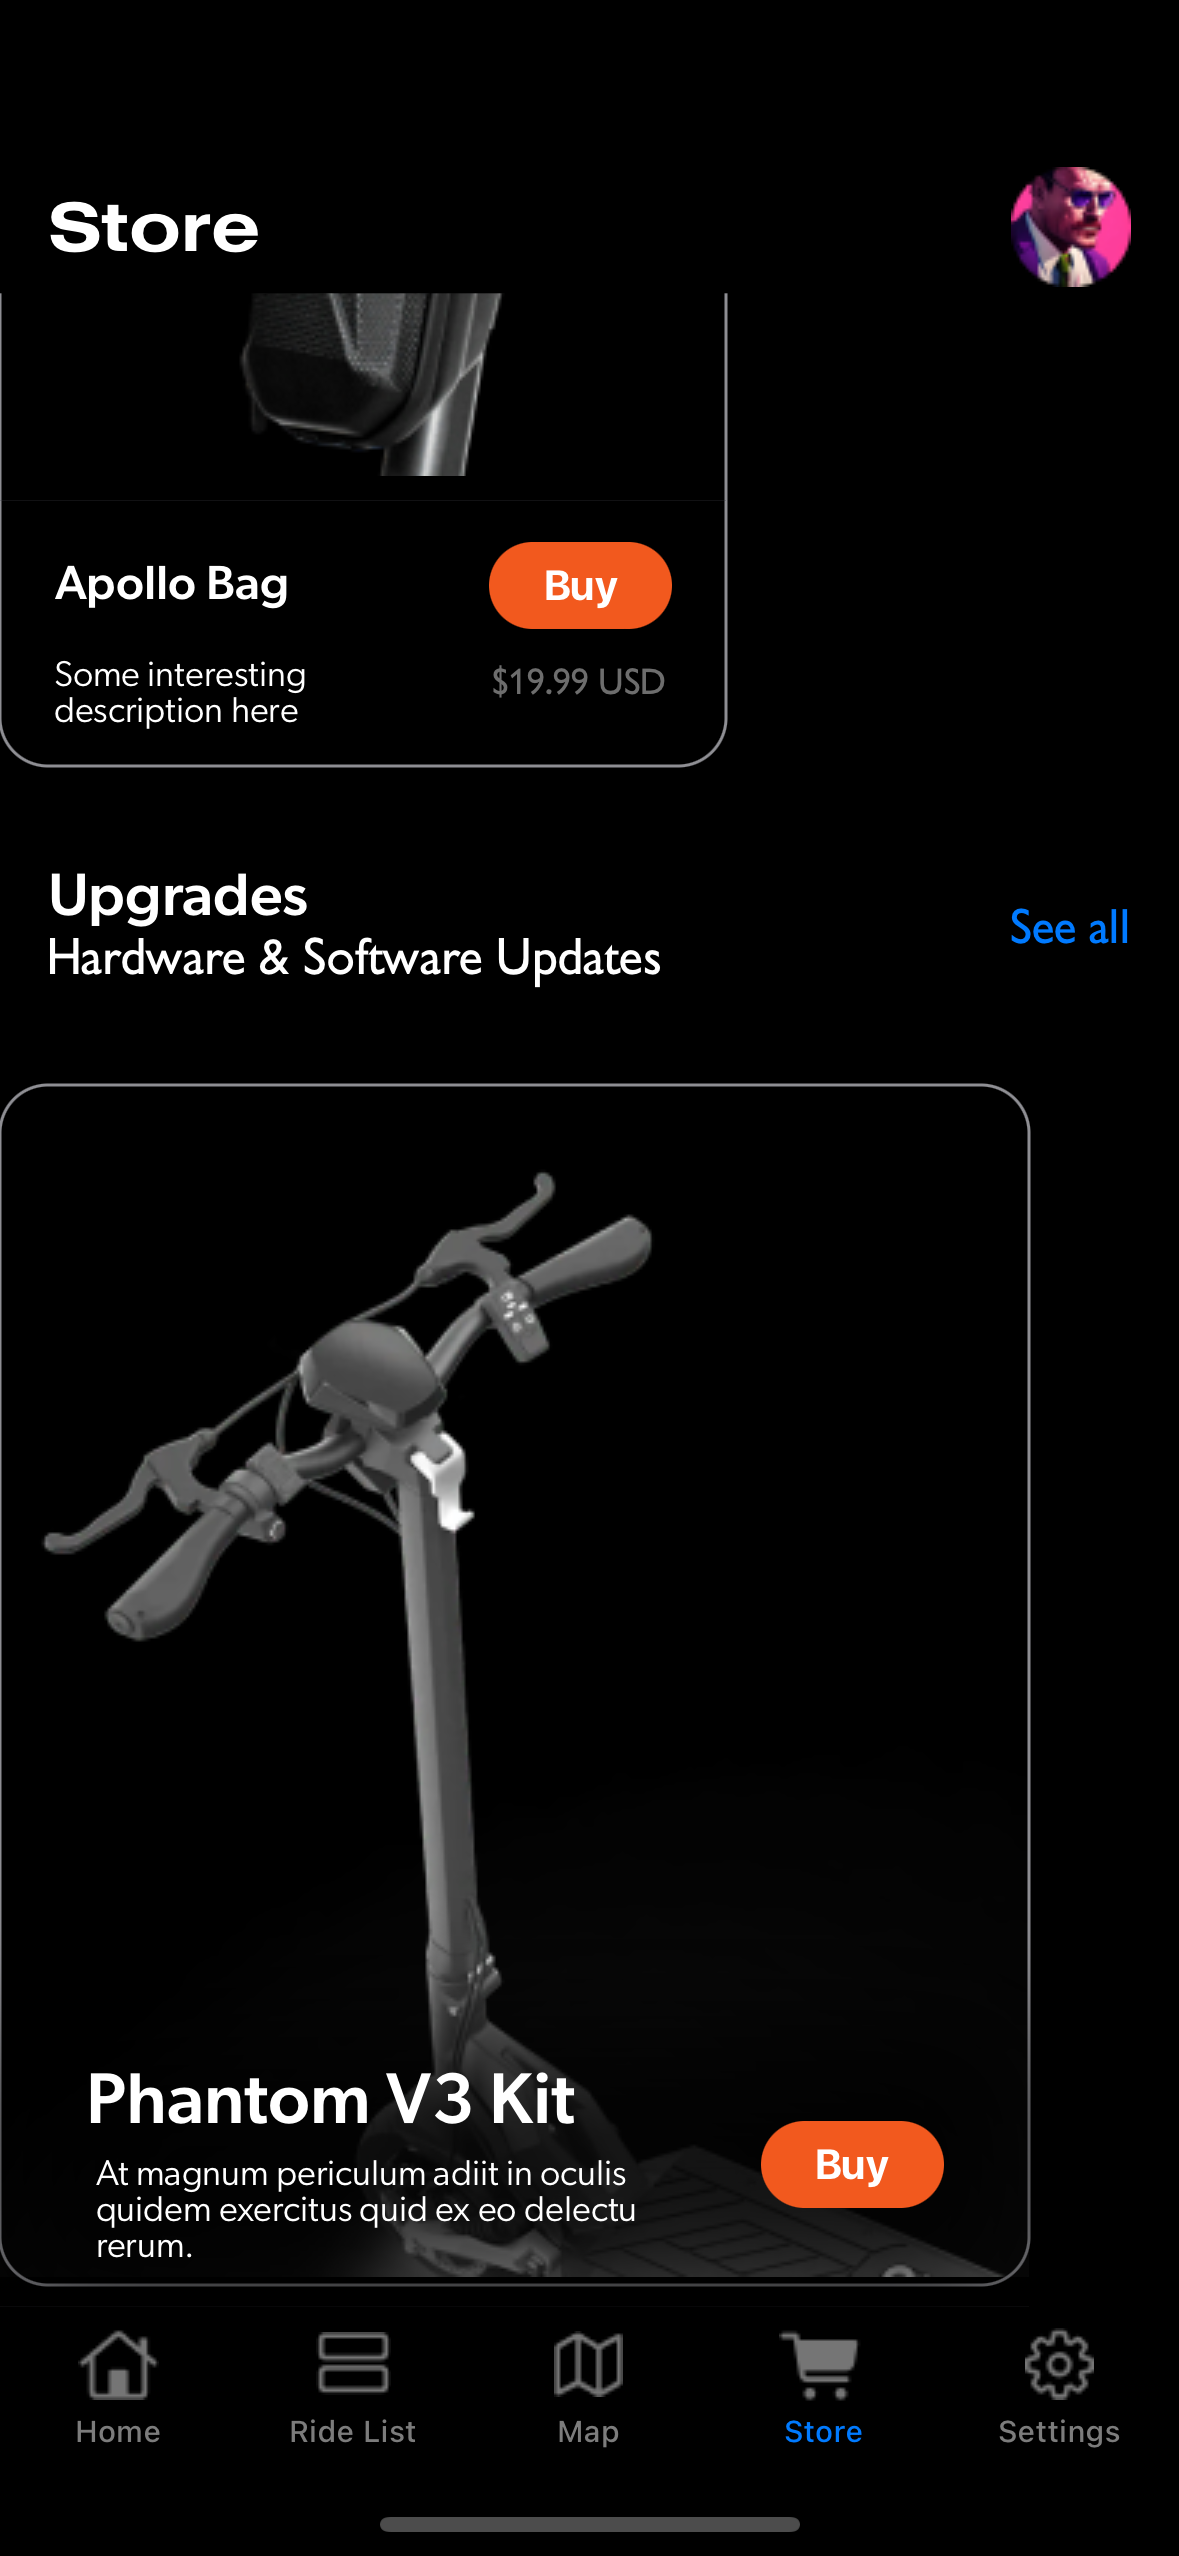 Store
Apollo Bag
Buy
Some interesting
description here
$19.99 USD
Upgrades
Hardware & Software Updates
See all
Phantom V3 Kit
At magnum periculum adiit in oculis
quidem exercitus quid ex eo delectu
rerum.
Buy
Home
Ride List
Map
Store
Settings